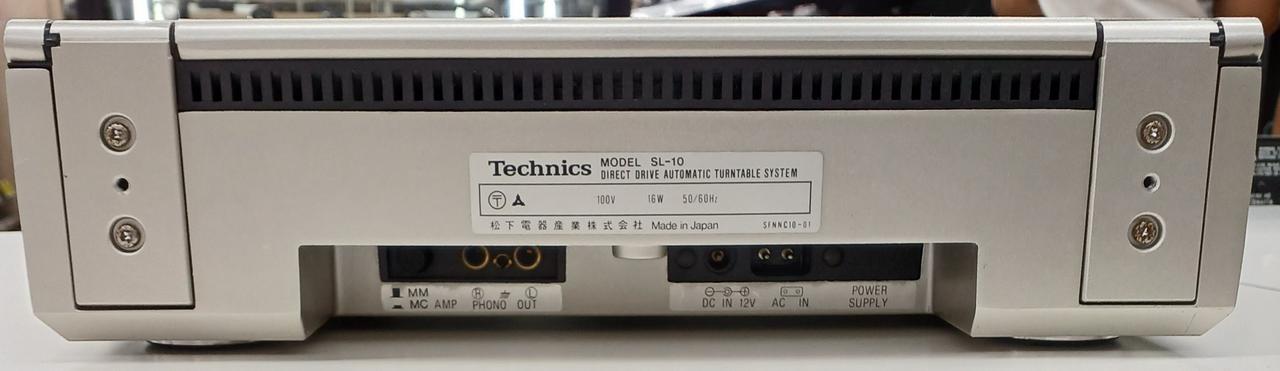 Technics MODEL SL-10
DIRECT DRIVE AUTOMATIC TURNTABLE SYSTEM
〒 100V 16W 50/60Hz
松下電器産業株式会社 Made in Japan SFNNC10-01
MM
MC AMP
R L
PHONO OUT
DC IN 12V
AC IN
POWER
SUPPLY